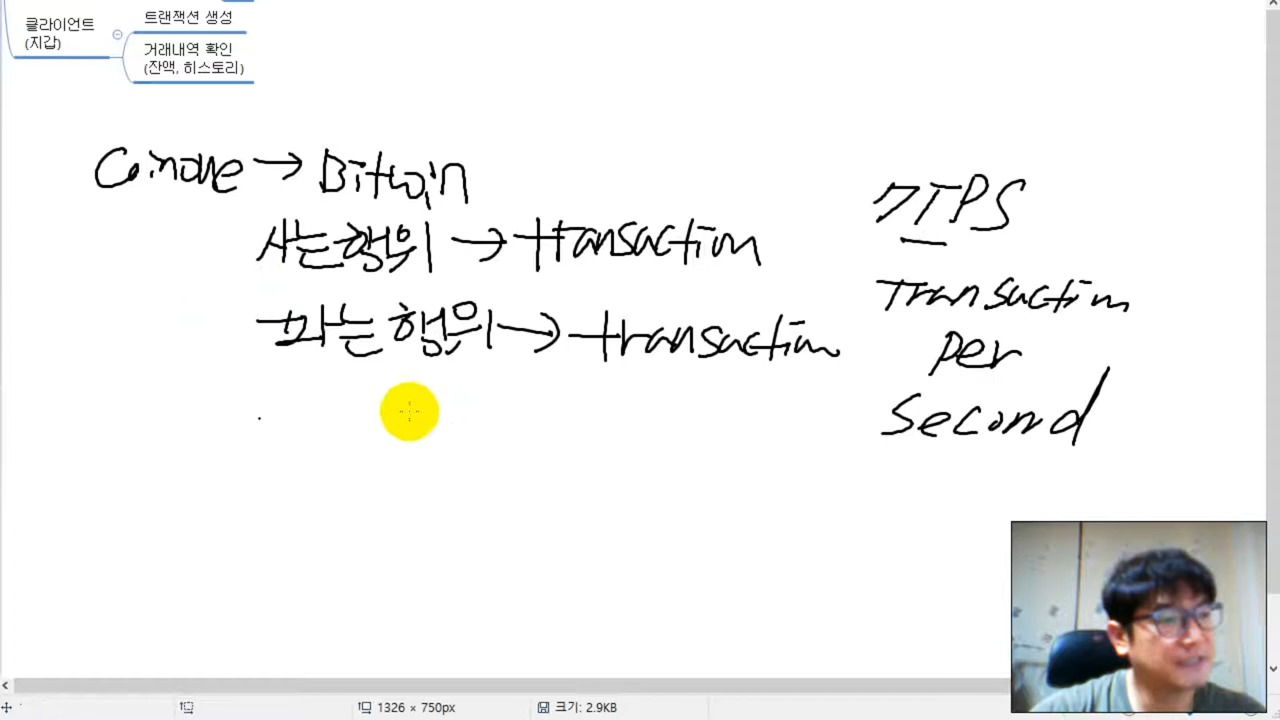 클라이언트
(지갑)
트랜잭션 생성
거래내역 확인
(잔액, 히스토리)
Coinone → Bitcoin
사는행위 → transaction
파는행위 → transaction
7TPS
Transaction
per
Second
1326 × 750px
크기: 2.9KB